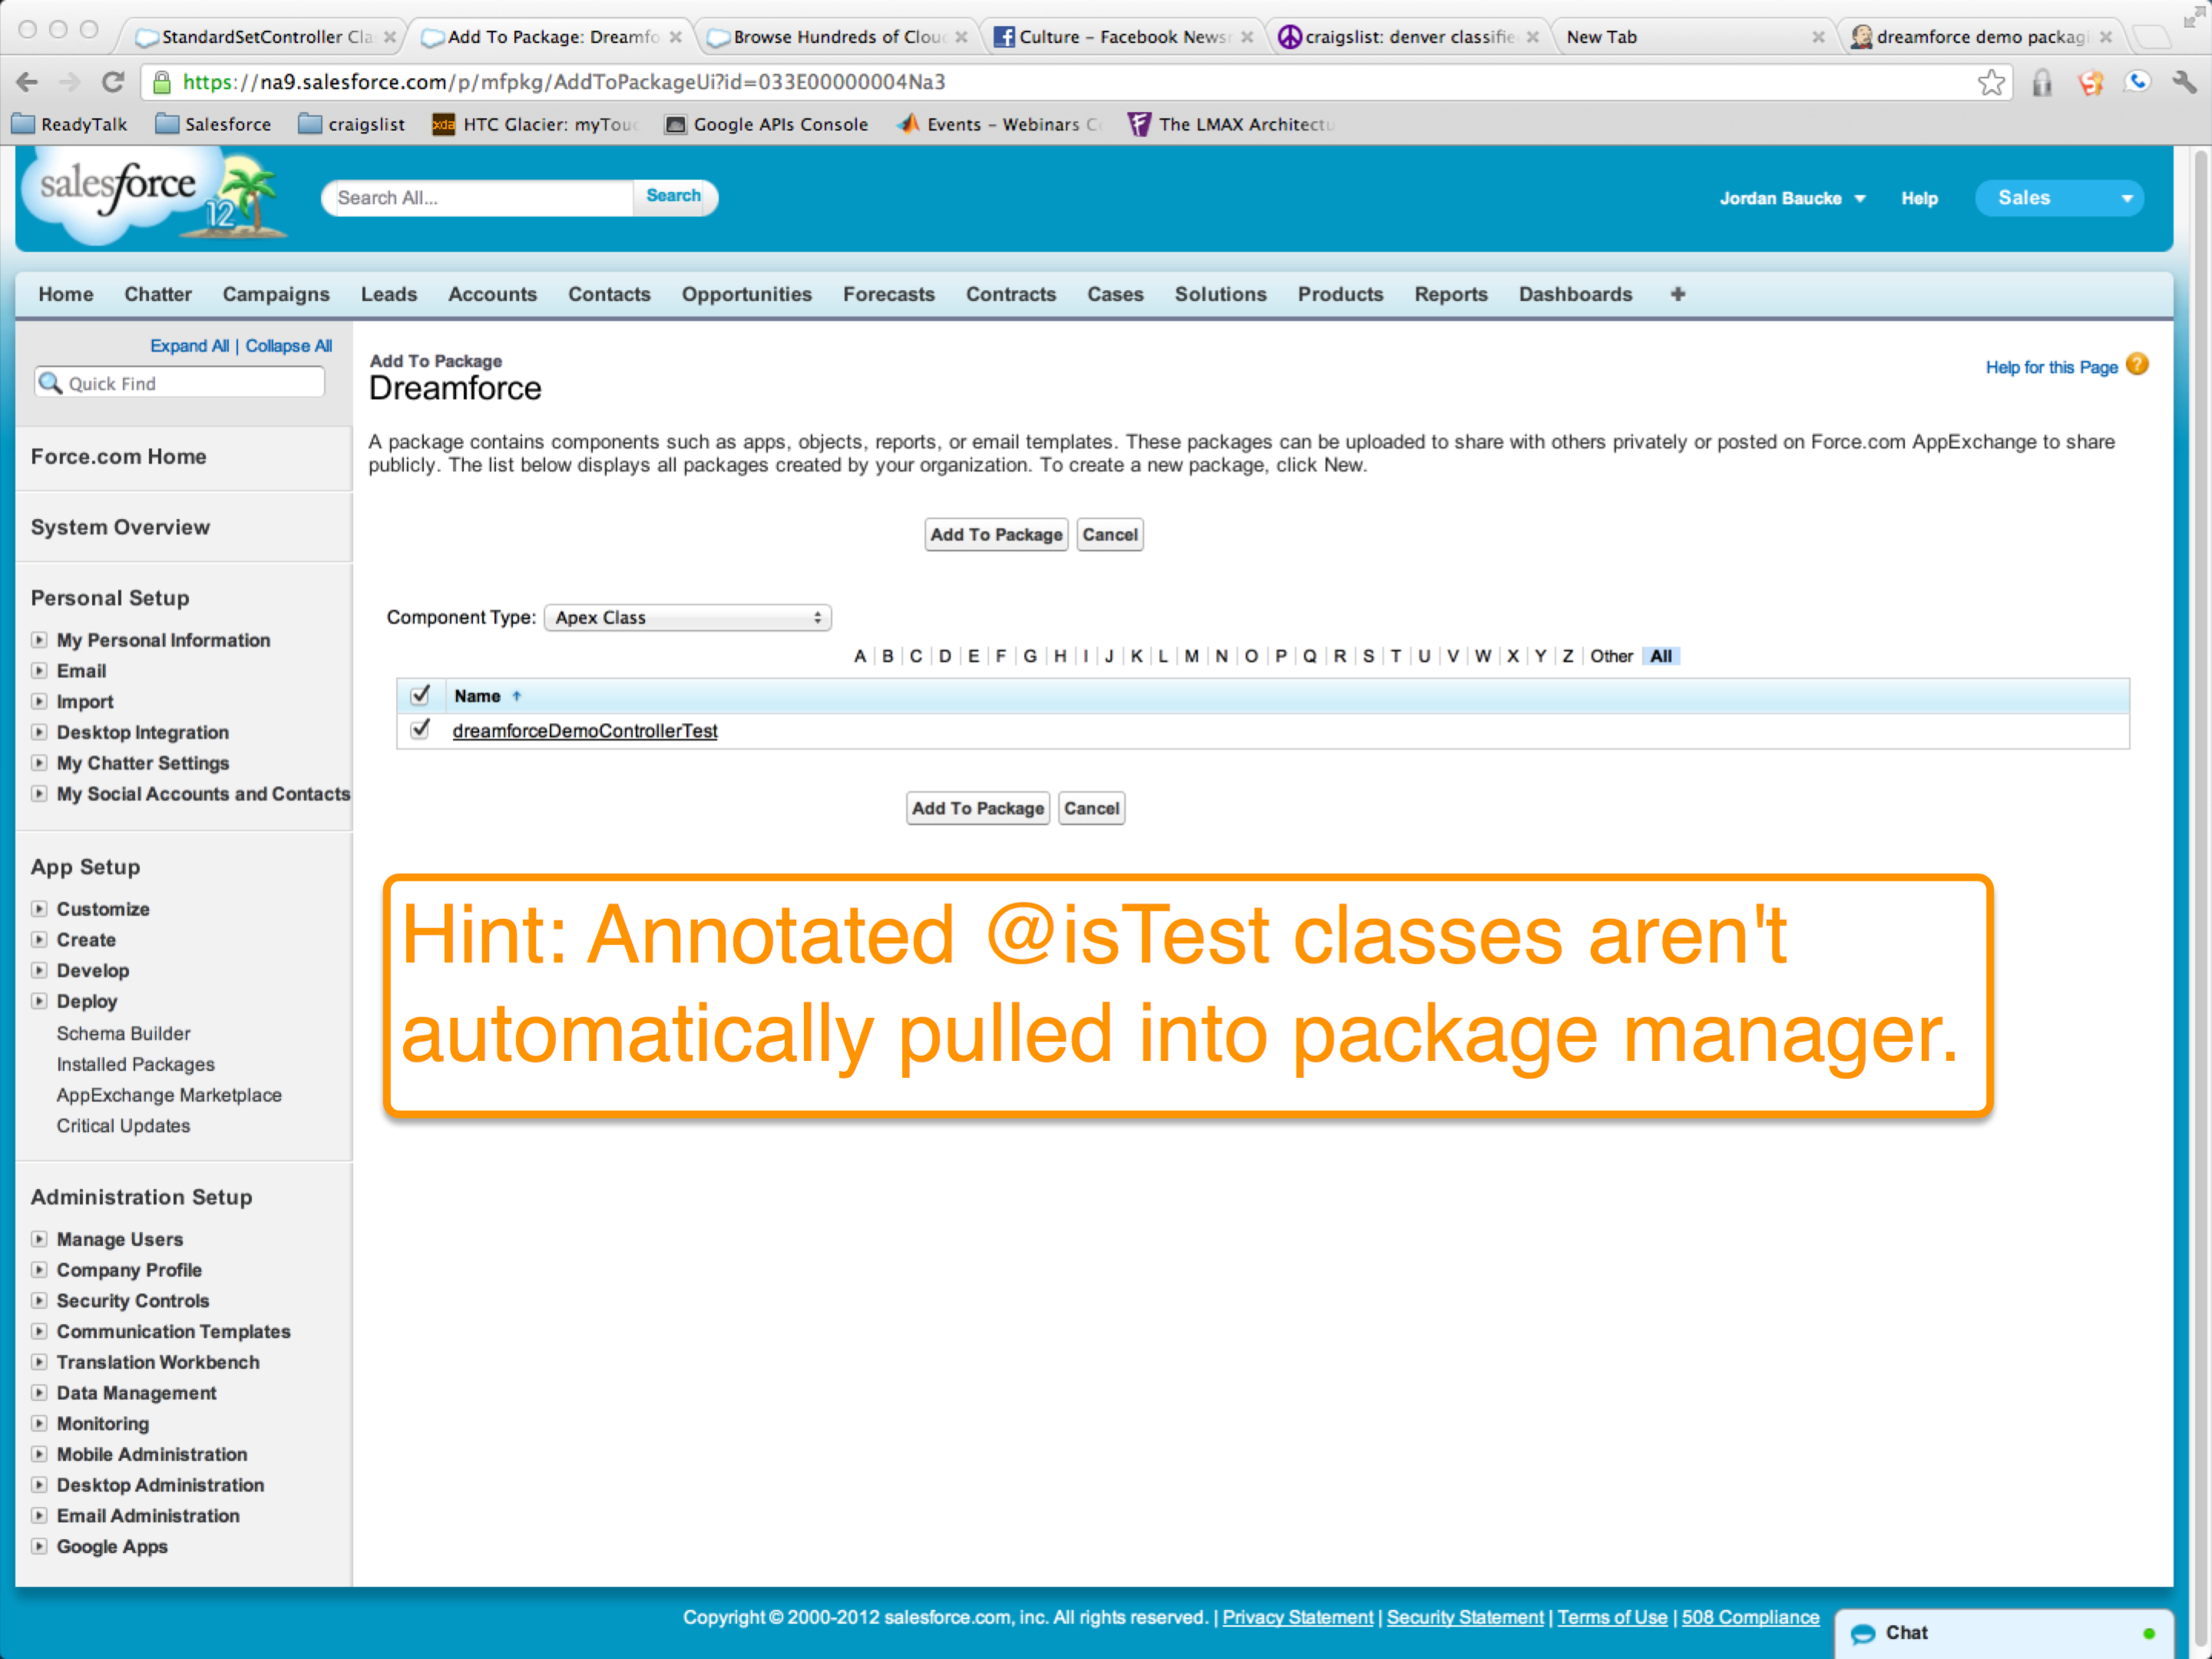 StandardSetController Cla
Add To Package: Dreamfo
Browse Hundreds of Clou
Culture – Facebook News
craigslist: denver classifie
New Tab
dreamforce demo packagi
https://na9.salesforce.com/p/mfpkg/AddToPackageUi?id=033E00000004Na3
ReadyTalk
Salesforce
craigslist
xda
HTC Glacier: myTouc
Google APIs Console
Events – Webinars C
The LMAX Architectu
salesforce
12
Search All...
Search
Jordan Baucke
Help
Sales
Home Chatter Campaigns Leads Accounts Contacts Opportunities Forecasts Contracts Cases Solutions Products Reports Dashboards +
Expand All | Collapse All
Quick Find
Force.com Home
System Overview
Personal Setup
My Personal Information
Email
Import
Desktop Integration
My Chatter Settings
My Social Accounts and Contacts
App Setup
Customize
Create
Develop
Deploy
Schema Builder
Installed Packages
AppExchange Marketplace
Critical Updates
Administration Setup
Manage Users
Company Profile
Security Controls
Communication Templates
Translation Workbench
Data Management
Monitoring
Mobile Administration
Desktop Administration
Email Administration
Google Apps
Add To Package
Dreamforce
Help for this Page ?
A package contains components such as apps, objects, reports, or email templates. These packages can be uploaded to share with others privately or posted on Force.com AppExchange to share
publicly. The list below displays all packages created by your organization. To create a new package, click New.
Add To Package Cancel
Component Type: Apex Class
A | B | C | D | E | F | G | H | I | J | K | L | M | N | O | P | Q | R | S | T | U | V | W | X | Y | Z | Other All
Name
dreamforceDemoControllerTest
Add To Package Cancel
Hint: Annotated @isTest classes aren't
automatically pulled into package manager.
Copyright © 2000-2012 salesforce.com, inc. All rights reserved. | Privacy Statement | Security Statement | Terms of Use | 508 Compliance
Chat